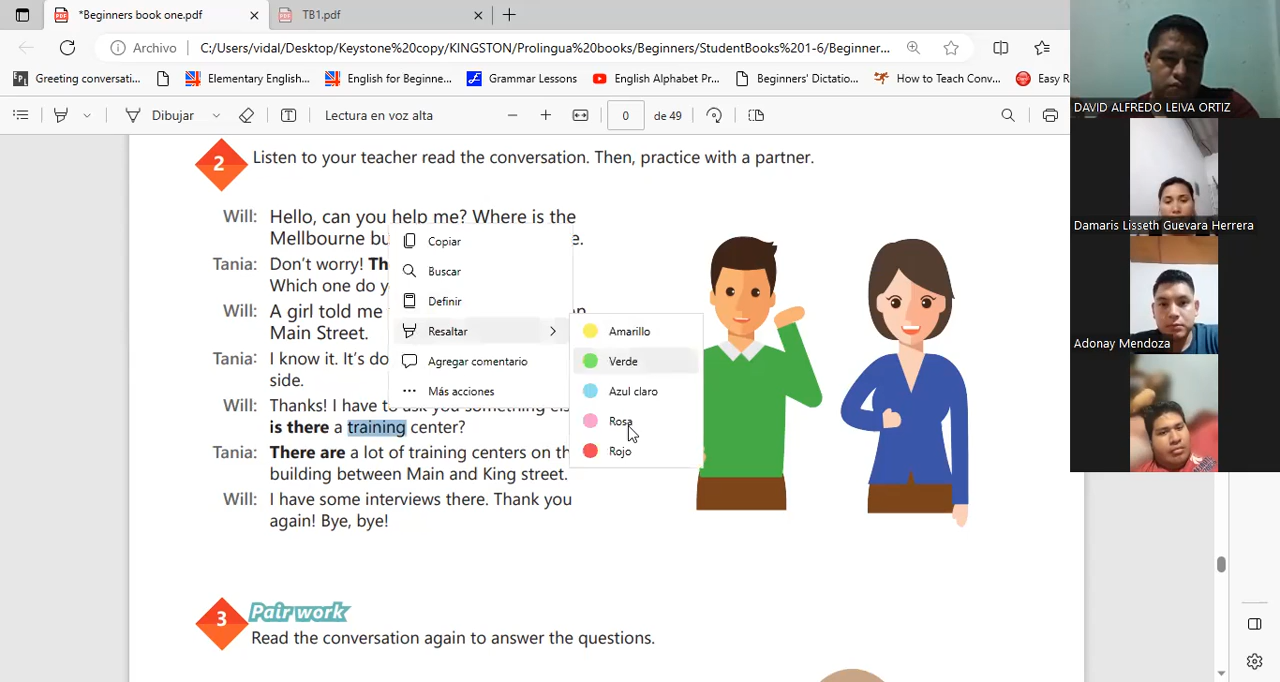 *Beginners book one.pdf
TB1.pdf
Archivo
C:/Users/vidal/Desktop/Keystone%20copy/KINGSTON/Prolingua%20books/Beginners/StudentBooks%201-6/Beginner...
Greeting conversati...
Elementary English...
English for Beginne...
Grammar Lessons
English Alphabet Pr...
Beginners' Dictatio...
How to Teach Conv...
Easy R
Dibujar
Lectura en voz alta
0
de 49
DAVID ALFREDO LEIVA ORTIZ
Damaris Lisseth Guevara Herrera
Adonay Mendoza
2
Listen to your teacher read the conversation. Then, practice with a partner.
Will: Hello, can you help me? Where is the
Mellbourne bu
e.
Tania: Don't worry! Th
Which one do y
Will: A girl told me
Main Street.
Tania: I know it. It's do
side.
Will: Thanks! I have to ask you something els
is there a training center?
Tania: There are a lot of training centers on th
building between Main and King street.
Will: I have some interviews there. Thank you
again! Bye, bye!
Copiar
Buscar
Definir
Resaltar
Agregar comentario
Más acciones
Amarillo
Verde
Azul claro
Rosa
Rojo
3
Pair work
Read the conversation again to answer the questions.